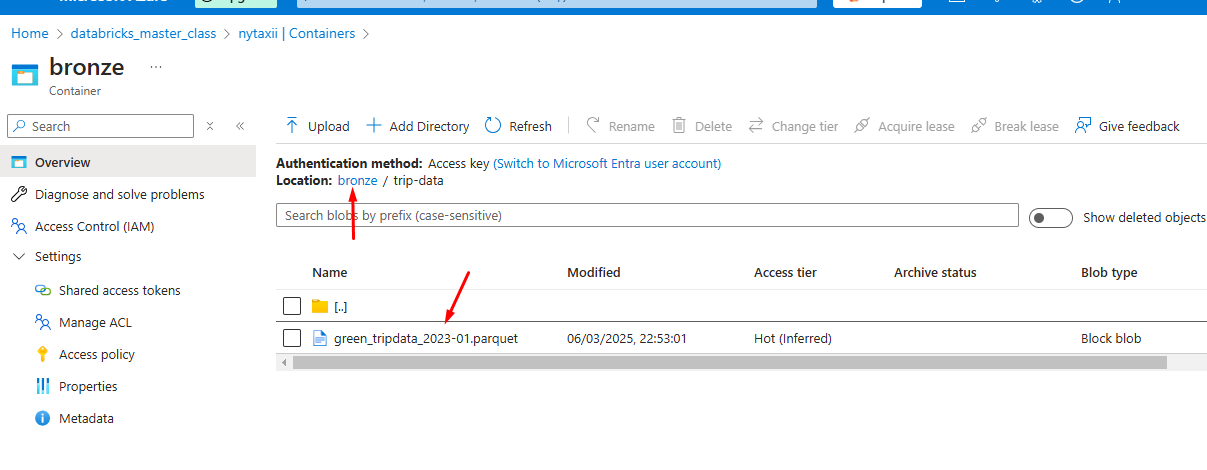 Home > databricks_master_class > nytaxii | Containers >
bronze ...
Container
Search
Upload Add Directory Refresh Rename Delete Change tier Acquire lease Break lease Give feedback
Overview
Diagnose and solve problems
Access Control (IAM)
Settings
Shared access tokens
Manage ACL
Access policy
Properties
Metadata
Authentication method: Access key (Switch to Microsoft Entra user account)
Location: bronze / trip-data
Search blobs by prefix (case-sensitive)
Show deleted objects
Name Modified Access tier Archive status Blob type
[..]
green_tripdata_2023-01.parquet 06/03/2025, 22:53:01 Hot (Inferred) Block blob